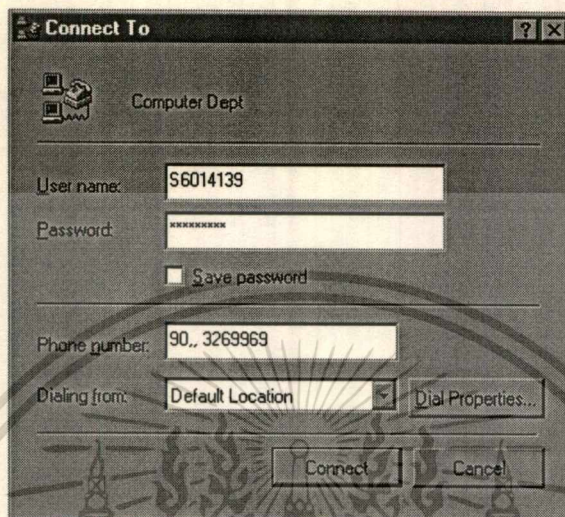 Connect To
Computer Dept
User name: S6014139
Password: xxxxxxxxx
Save password
Phone number: 90,, 3269969
Dialing from: Default Location Dial Properties...
Connect Cancel